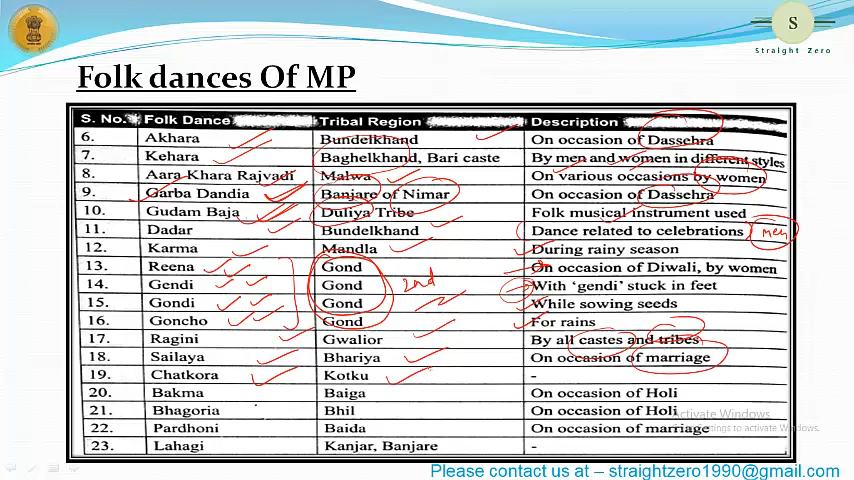 S
Straight Zero
Folk dances Of MP
S. No. Folk Dance Tribal Region Description
6. Akhara Bundelkhand On occasion of Dassehra
7. Kehara Baghelkhand, Bari caste By men and women in different styles
8. Aara Khara Rajvadi Malwa On various occasions by women
9. Garba Dandia Banjare of Nimar On occasion of Dassehra
10. Gudam Baja Duliya Tribe Folk musical instrument used
11. Dadar Bundelkhand Dance related to celebrations men
12. Karma Mandla During rainy season
13. Reena Gond On occasion of Diwali, by women
14. Gendi Gond 2nd With 'gendi' stuck in feet
15. Gondi Gond While sowing seeds
16. Goncho Gond For rains
17. Ragini Gwalior By all castes and tribes
18. Sailaya Bhariya On occasion of marriage
19. Chatkora Kotku -
20. Bakma Baiga On occasion of Holi
21. Bhagoria Bhil On occasion of Holi
22. Pardhoni Baida On occasion of marriage
23. Lahagi Kanjar, Banjare -
Activate Windows
to activate Windows.
Please contact us at – straightzero1990@gmail.com